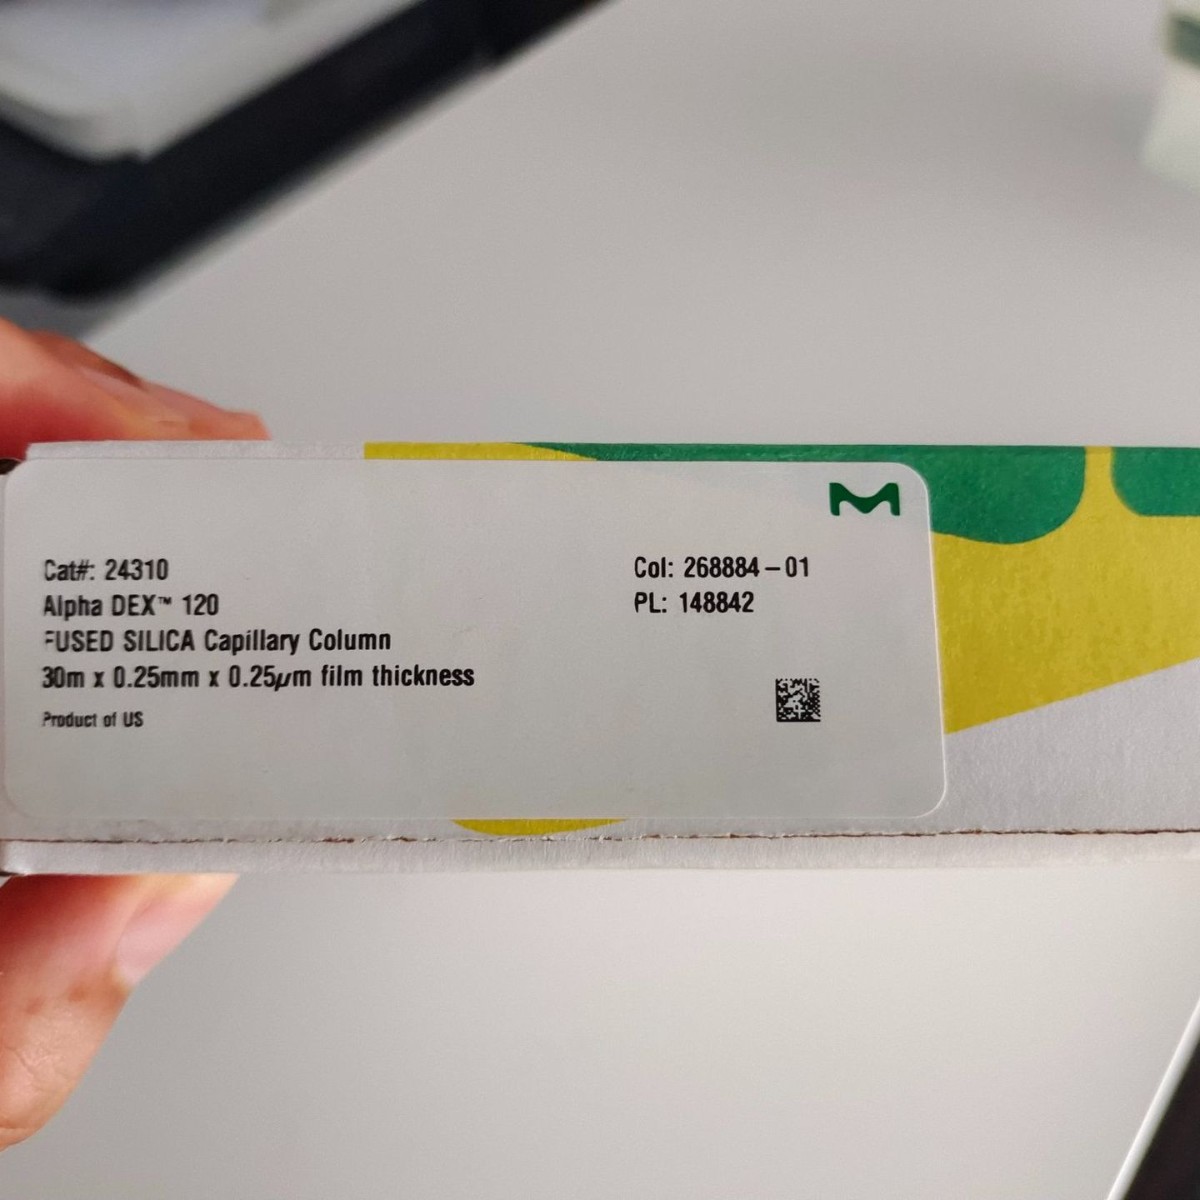 Cat#: 24310
Alpha DEX™ 120
FUSED SILICA Capillary Column
30m x 0.25mm x 0.25μm film thickness
Product of US
Col: 268884-01
PL: 148842
M